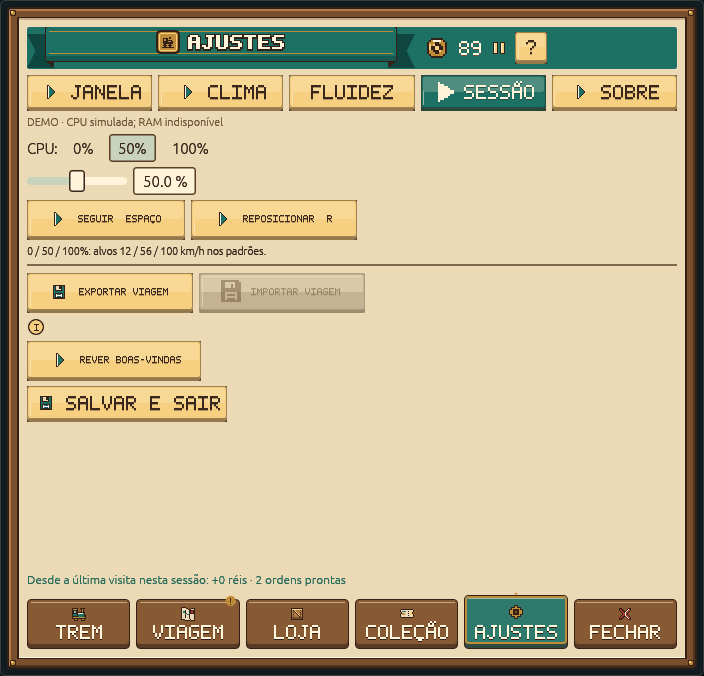 AJUSTES
89
?
JANELA
CLIMA
FLUIDEZ
SESSÃO
SOBRE
DEMO · CPU simulada; RAM indisponível
CPU: 0% 50% 100%
50.0 %
SEGUIR ESPAÇO
REPOSICIONAR R
0 / 50 / 100%: alvos 12 / 56 / 100 km/h nos padrões.
EXPORTAR VIAGEM
IMPORTAR VIAGEM
I
REVER BOAS-VINDAS
SALVAR E SAIR
Desde a última visita nesta sessão: +0 réis · 2 ordens prontas
!
TREM
VIAGEM
LOJA
COLEÇÃO
AJUSTES
FECHAR